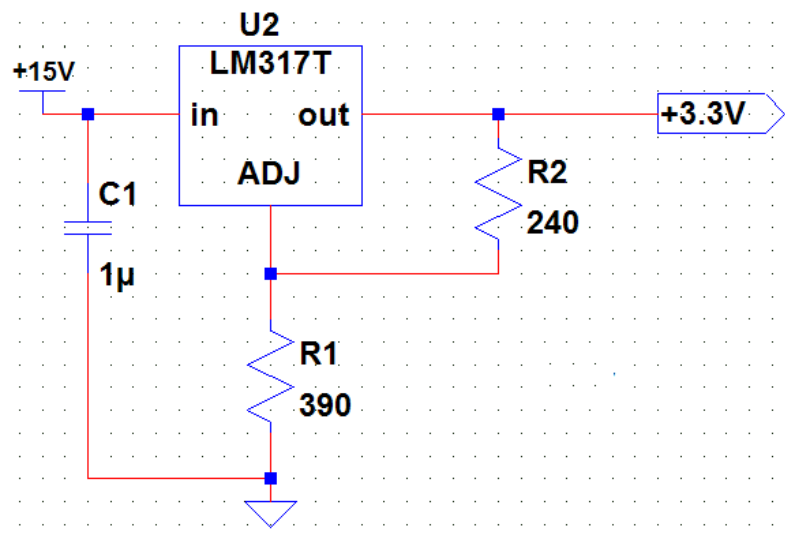 U2
LM317T
+15V
in
out
+3.3V
ADJ
R2
240
C1
1µ
R1
390